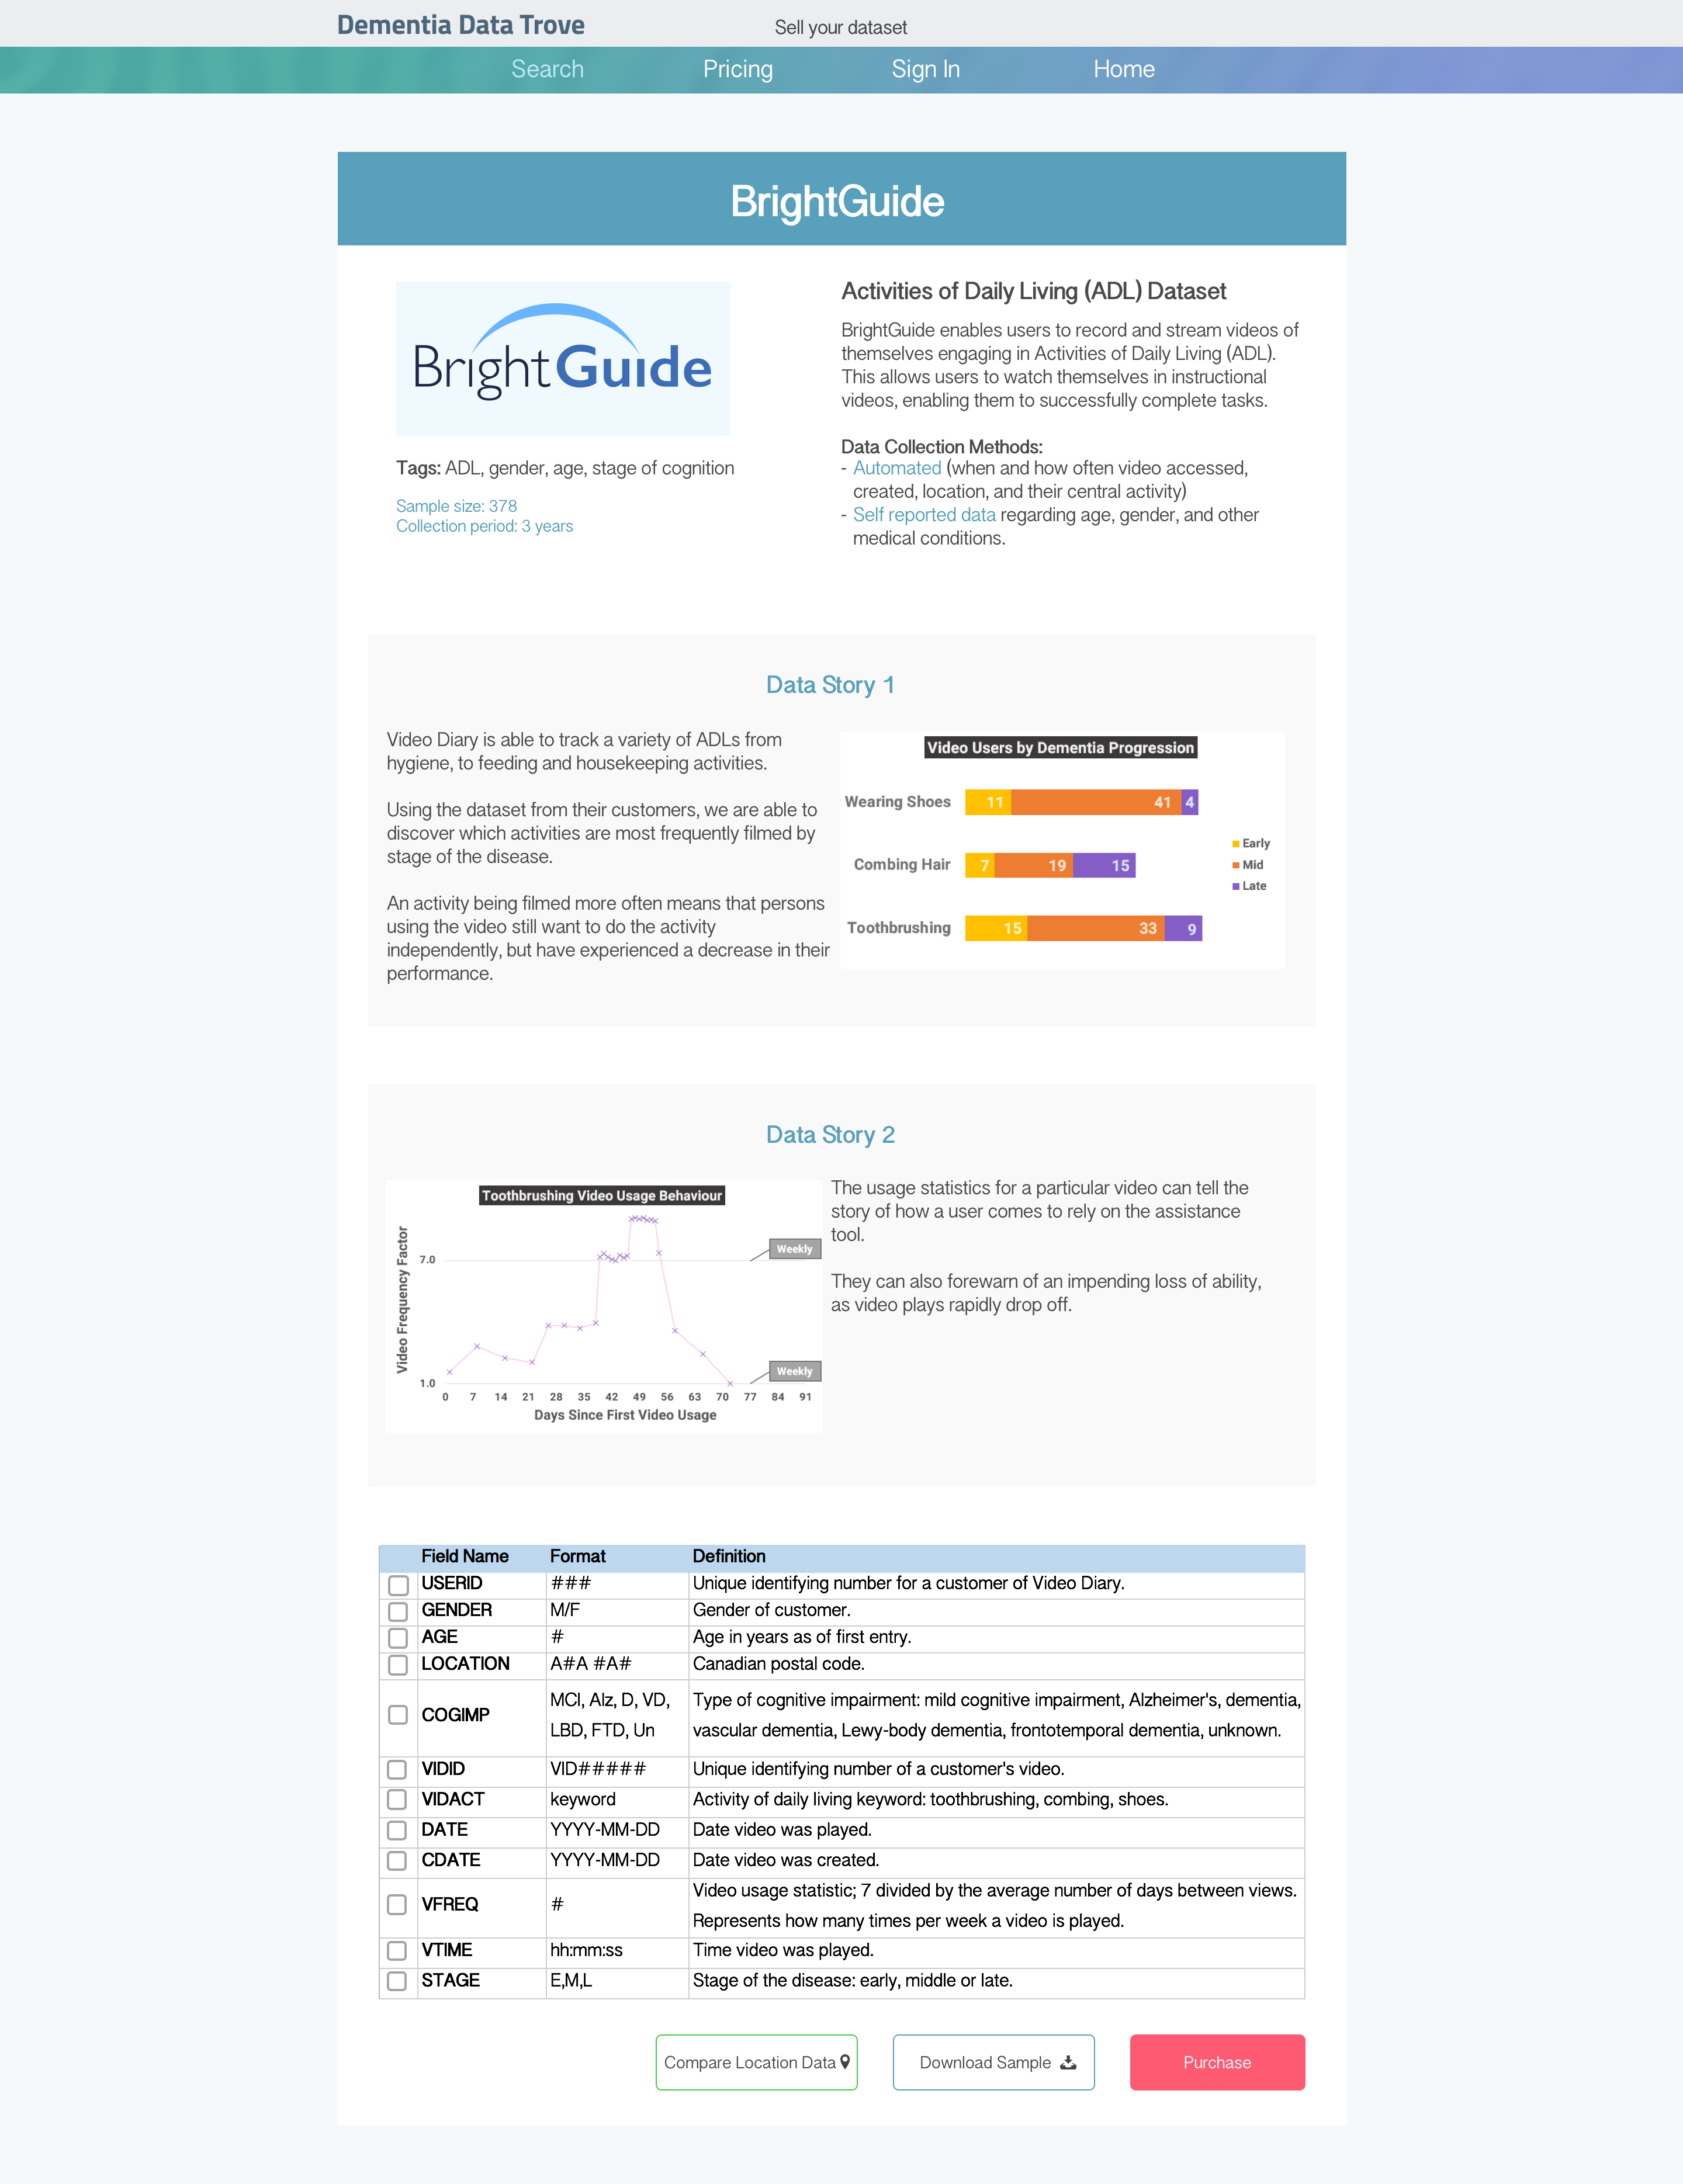 Dementia Data Trove
Sell your dataset
Search
Pricing
Sign In
Home
BrightGuide
BrightGuide
Tags: ADL, gender, age, stage of cognition
Sample size: 378
Collection period: 3 years
Activities of Daily Living (ADL) Dataset
BrightGuide enables users to record and stream videos of
themselves engaging in Activities of Daily Living (ADL).
This allows users to watch themselves in instructional
videos, enabling them to successfully complete tasks.
Data Collection Methods:
- Automated (when and how often video accessed,
created, location, and their central activity)
- Self reported data regarding age, gender, and other
medical conditions.
Data Story 1
Video Diary is able to track a variety of ADLs from
hygiene, to feeding and housekeeping activities.
Using the dataset from their customers, we are able to
discover which activities are most frequently filmed by
stage of the disease.
An activity being filmed more often means that persons
using the video still want to do the activity
independently, but have experienced a decrease in their
performance.
Video Users by Dementia Progression
Wearing Shoes 11 41 4
Combing Hair 7 19 15
Toothbrushing 15 33 9
Early
Mid
Late
Data Story 2
Toothbrushing Video Usage Behaviour
Video Frequency Factor
7.0
Weekly
1.0
Weekly
0 7 14 21 28 35 42 49 56 63 70 77 84 91
Days Since First Video Usage
The usage statistics for a particular video can tell the
story of how a user comes to rely on the assistance
tool.
They can also forewarn of an impending loss of ability,
as video plays rapidly drop off.
Field Name Format Definition
USERID ### Unique identifying number for a customer of Video Diary.
GENDER M/F Gender of customer.
AGE # Age in years as of first entry.
LOCATION A#A #A# Canadian postal code.
COGIMP
MCI, Alz, D, VD,
LBD, FTD, Un
Type of cognitive impairment: mild cognitive impairment, Alzheimer's, dementia,
vascular dementia, Lewy-body dementia, frontotemporal dementia, unknown.
VIDID VID##### Unique identifying number of a customer's video.
VIDACT keyword Activity of daily living keyword: toothbrushing, combing, shoes.
DATE YYYY-MM-DD Date video was played.
CDATE YYYY-MM-DD Date video was created.
VFREQ #
Video usage statistic; 7 divided by the average number of days between views.
Represents how many times per week a video is played.
VTIME hh:mm:ss Time video was played.
STAGE E,M,L Stage of the disease: early, middle or late.
Compare Location Data
Download Sample
Purchase